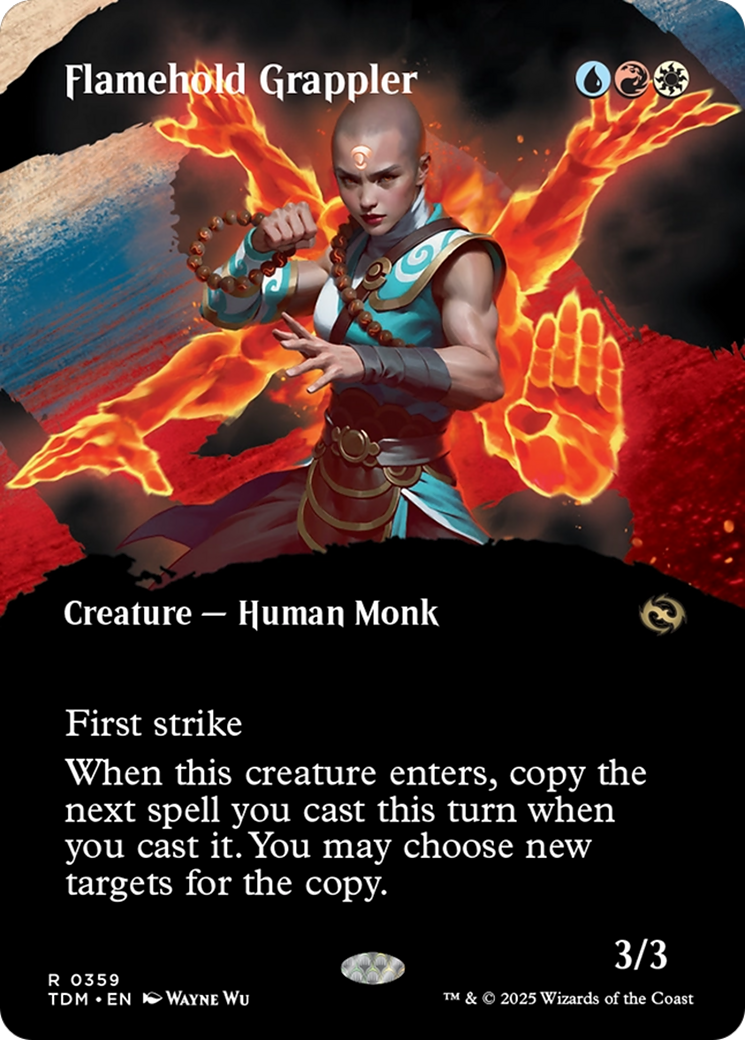 Flamehold Grappler
Creature — Human Monk
First strike
When this creature enters, copy the
next spell you cast this turn when
you cast it. You may choose new
targets for the copy.
3/3
R 0359
TDM • EN Wayne Wu
™ & © 2025 Wizards of the Coast